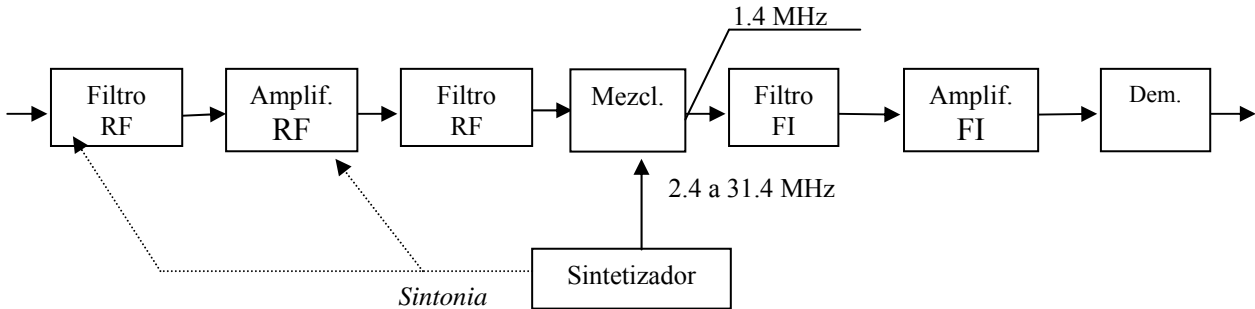 1.4 MHz
Filtro
RF
Amplif.
RF
Filtro
RF
Mezcl.
Filtro
FI
Amplif.
FI
Dem.
2.4 a 31.4 MHz
Sintetizador
Sintonia